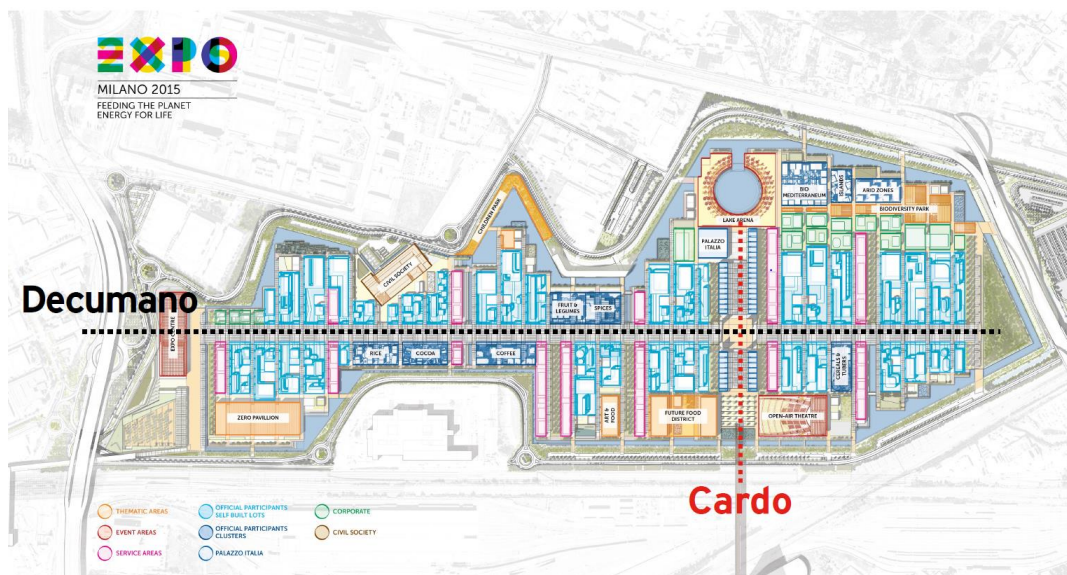 EXPO
MILANO 2015
FEEDING THE PLANET
ENERGY FOR LIFE
CHILDREN PARK
LAKE ARENA
BIO
MEDITERRANEUM
ISLANDS
ARID ZONES
BIODIVERSITY PARK
PALAZZO
ITALIA
CIVIL SOCIETY
Decumano
EXPO CENTRE
FRUIT &
LEGUMES
SPICES
RICE
COCOA
COFFEE
CEREALS &
TUBERS
ZERO PAVILLION
ART &
FOOD
FUTURE FOOD
DISTRICT
OPEN-AIR THEATRE
Cardo
THEMATIC AREAS
EVENT AREAS
SERVICE AREAS
OFFICIAL PARTICIPANTS
SELF BUILT LOTS
OFFICIAL PARTICIPANTS
CLUSTERS
PALAZZO ITALIA
CORPORATE
CIVIL SOCIETY